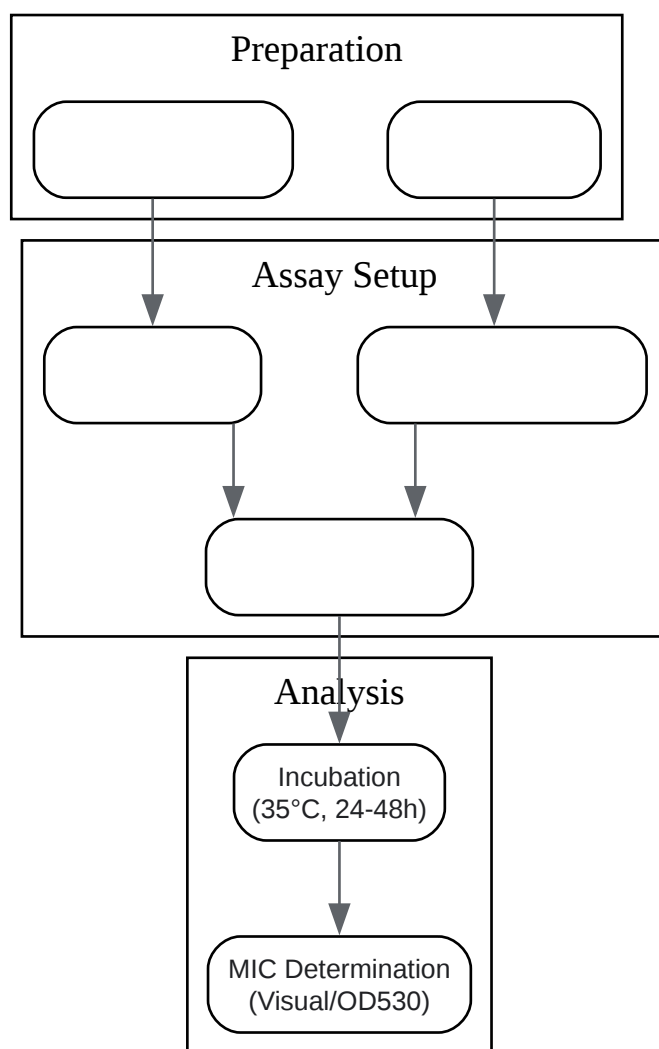 Preparation
Assay Setup
Analysis
Incubation
(35°C, 24-48h)
MIC Determination
(Visual/OD530)